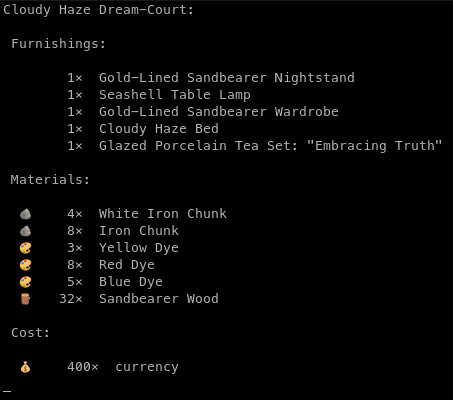 Cloudy Haze Dream-Court:
Furnishings:
1× Gold-Lined Sandbearer Nightstand
1× Seashell Table Lamp
1× Gold-Lined Sandbearer Wardrobe
1× Cloudy Haze Bed
1× Glazed Porcelain Tea Set: "Embracing Truth"
Materials:
4× White Iron Chunk
8× Iron Chunk
3× Yellow Dye
8× Red Dye
5× Blue Dye
32× Sandbearer Wood
Cost:
400× currency